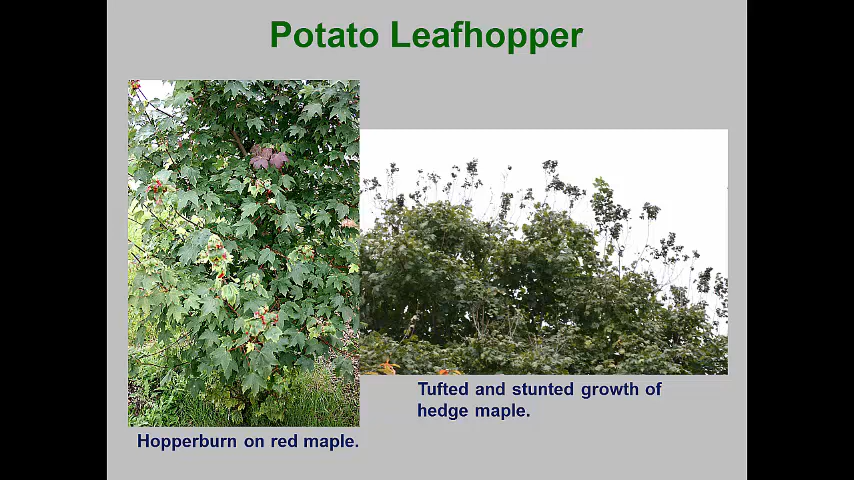 Potato Leafhopper
Tufted and stunted growth of
hedge maple.
Hopperburn on red maple.